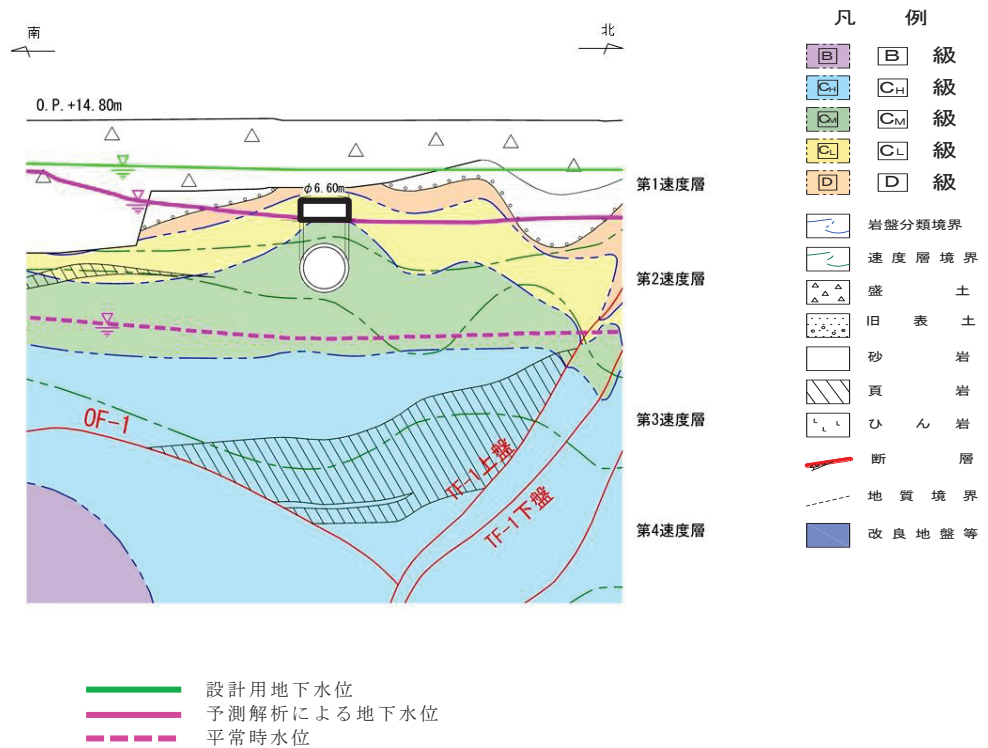 南
北
O.P.+14.80m
φ6.60m
第1速度層
第2速度層
第3速度層
第4速度層
OF-1
TF-1上盤
TF-1下盤
凡 例
B B 級
CH CH 級
CM CM 級
CL CL 級
D D 級
岩盤分類境界
速度層境界
盛土
旧表土
砂岩
頁岩
ひん岩
断層
地質境界
改良地盤等
設計用地下水位
予測解析による地下水位
平常時水位